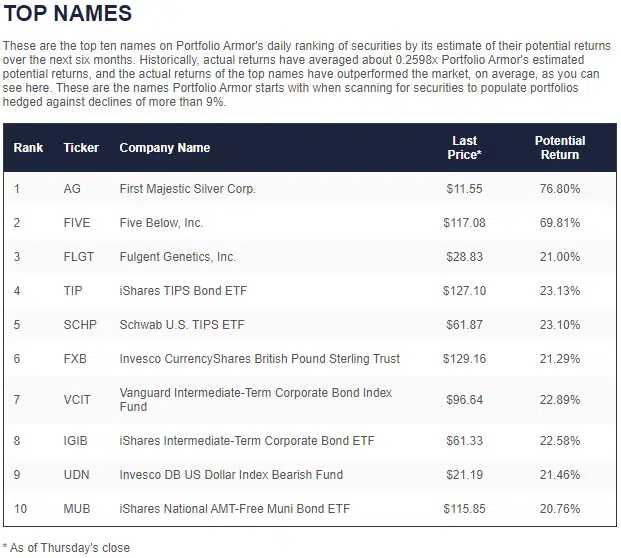 TOP NAMES
These are the top ten names on Portfolio Armor's daily ranking of securities by its estimate of their potential returns
over the next six months. Historically, actual returns have averaged about 0.2598x Portfolio Armor's estimated
potential returns, and the actual returns of the top names have outperformed the market, on average, as you can
see here. These are the names Portfolio Armor starts with when scanning for securities to populate portfolios
hedged against declines of more than 9%.
Rank Ticker Company Name Last Price* Potential Return
1 AG First Majestic Silver Corp. $11.55 76.80%
2 FIVE Five Below, Inc. $117.08 69.81%
3 FLGT Fulgent Genetics, Inc. $28.83 21.00%
4 TIP iShares TIPS Bond ETF $127.10 23.13%
5 SCHP Schwab U.S. TIPS ETF $61.87 23.10%
6 FXB Invesco CurrencyShares British Pound Sterling Trust $129.16 21.29%
7 VCIT Vanguard Intermediate-Term Corporate Bond Index Fund $96.64 22.89%
8 IGIB iShares Intermediate-Term Corporate Bond ETF $61.33 22.58%
9 UDN Invesco DB US Dollar Index Bearish Fund $21.19 21.46%
10 MUB iShares National AMT-Free Muni Bond ETF $115.85 20.76%
* As of Thursday's close